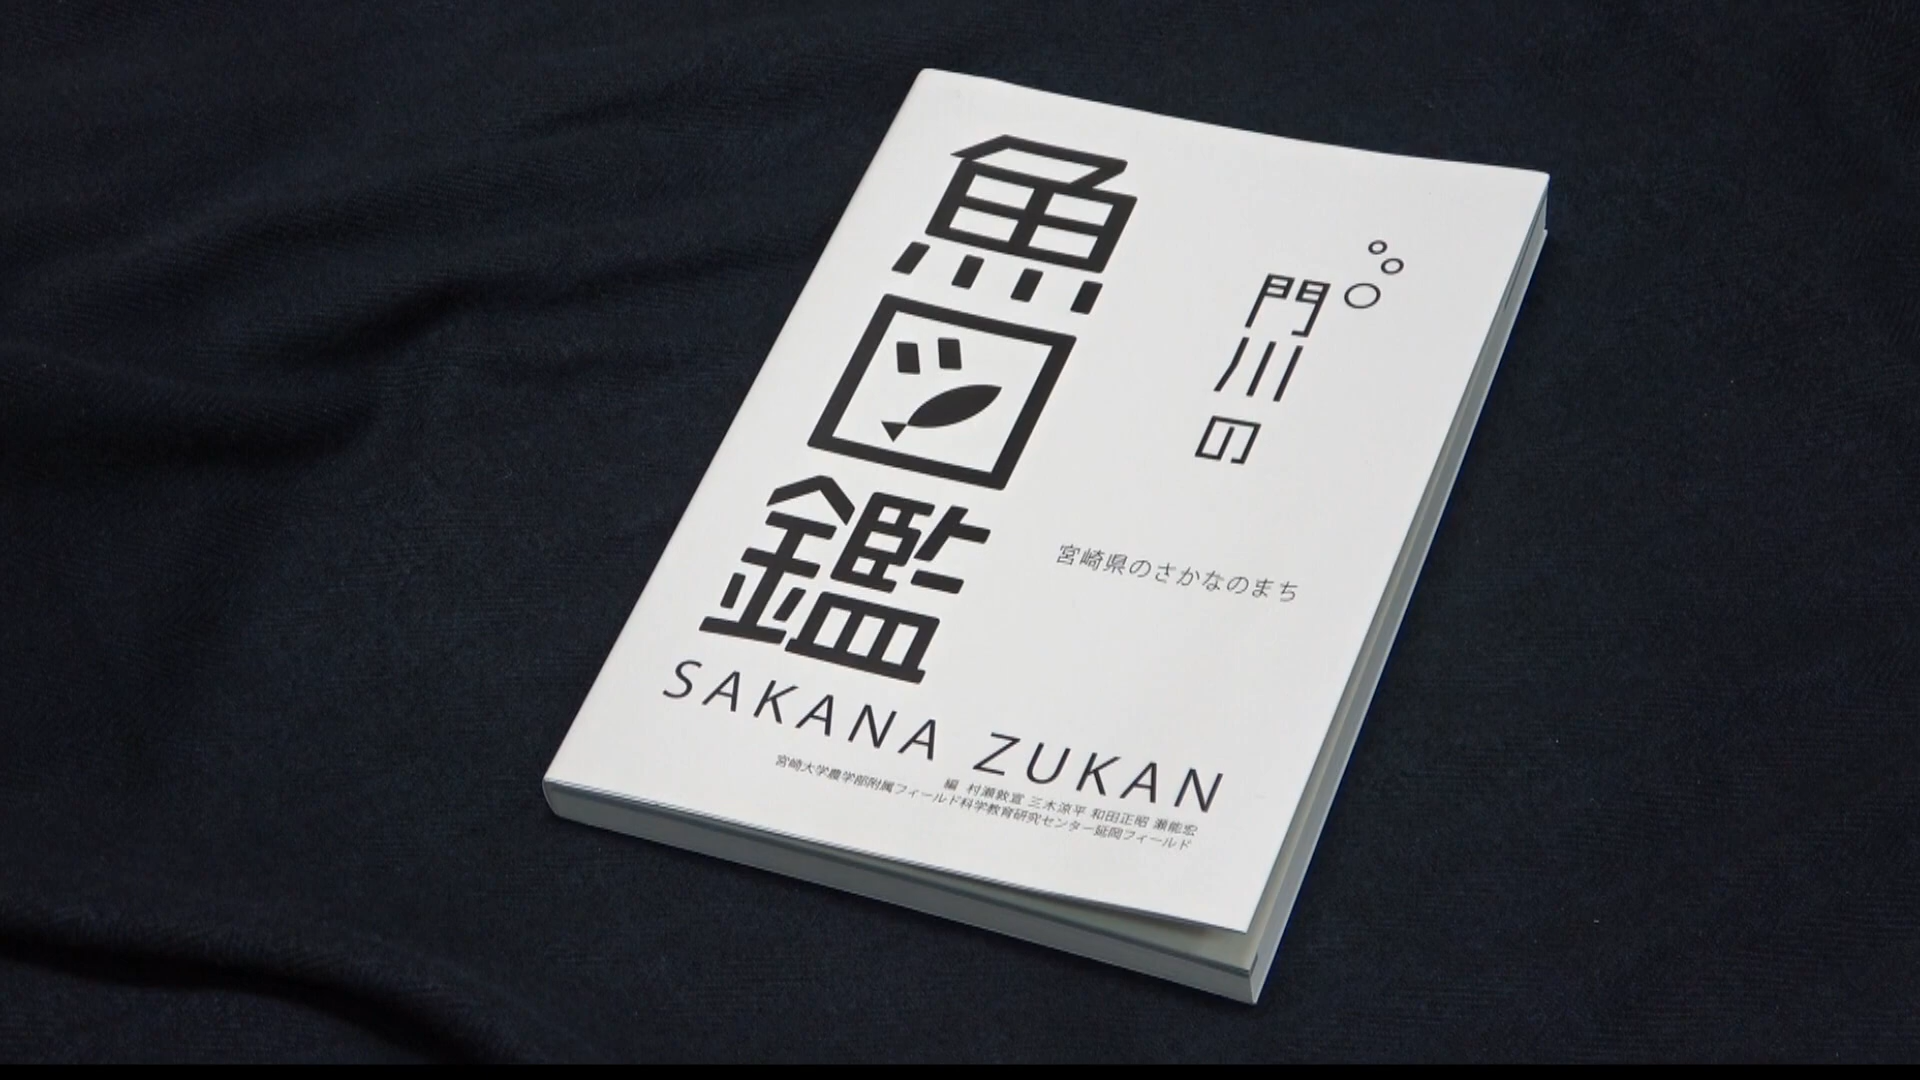 門川の
魚図鑑
宮崎県のさかなのまち
SAKANA ZUKAN
編 村瀬敦宣 三木涼平 和田正昭 瀬能宏
宮崎大学農学部附属フィールド科学教育研究センター延岡フィールド